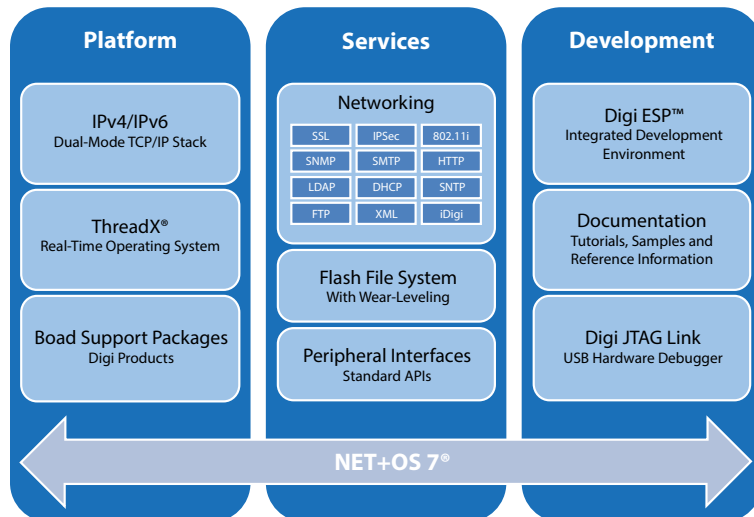 Platform
IPv4/IPv6
Dual-Mode TCP/IP Stack
ThreadX®
Real-Time Operating System
Boad Support Packages
Digi Products
Services
Networking
SSL
IPSec
802.11i
SNMP
SMTP
HTTP
LDAP
DHCP
SNTP
FTP
XML
iDigi
Flash File System
With Wear-Leveling
Peripheral Interfaces
Standard APIs
Development
Digi ESP™
Integrated Development
Environment
Documentation
Tutorials, Samples and
Reference Information
Digi JTAG Link
USB Hardware Debugger
NET+OS 7®